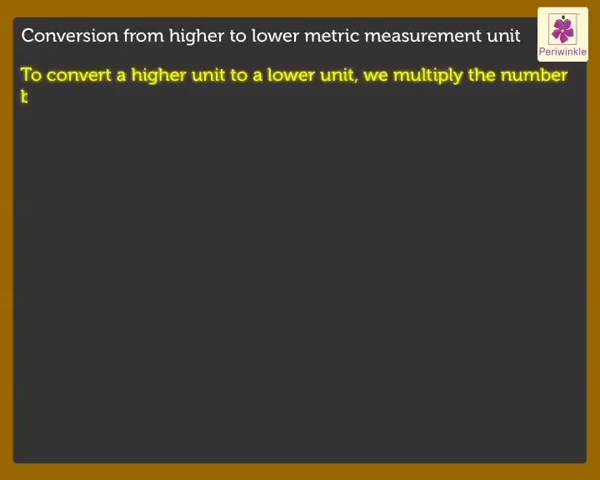 Conversion from higher to lower metric measurement unit
Periwinkle
To convert a higher unit to a lower unit, we multiply the number